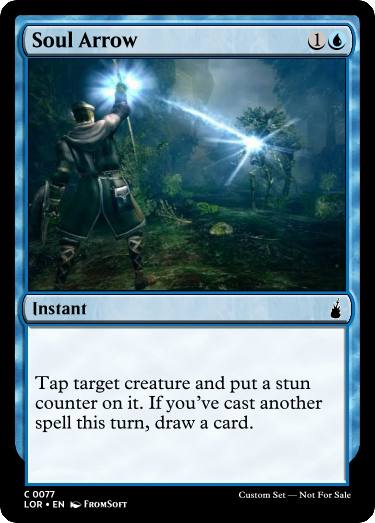 Soul Arrow 1
Instant
Tap target creature and put a stun
counter on it. If you've cast another
spell this turn, draw a card.
C 0077
LOR • EN FROMSOFT
Custom Set — Not For Sale